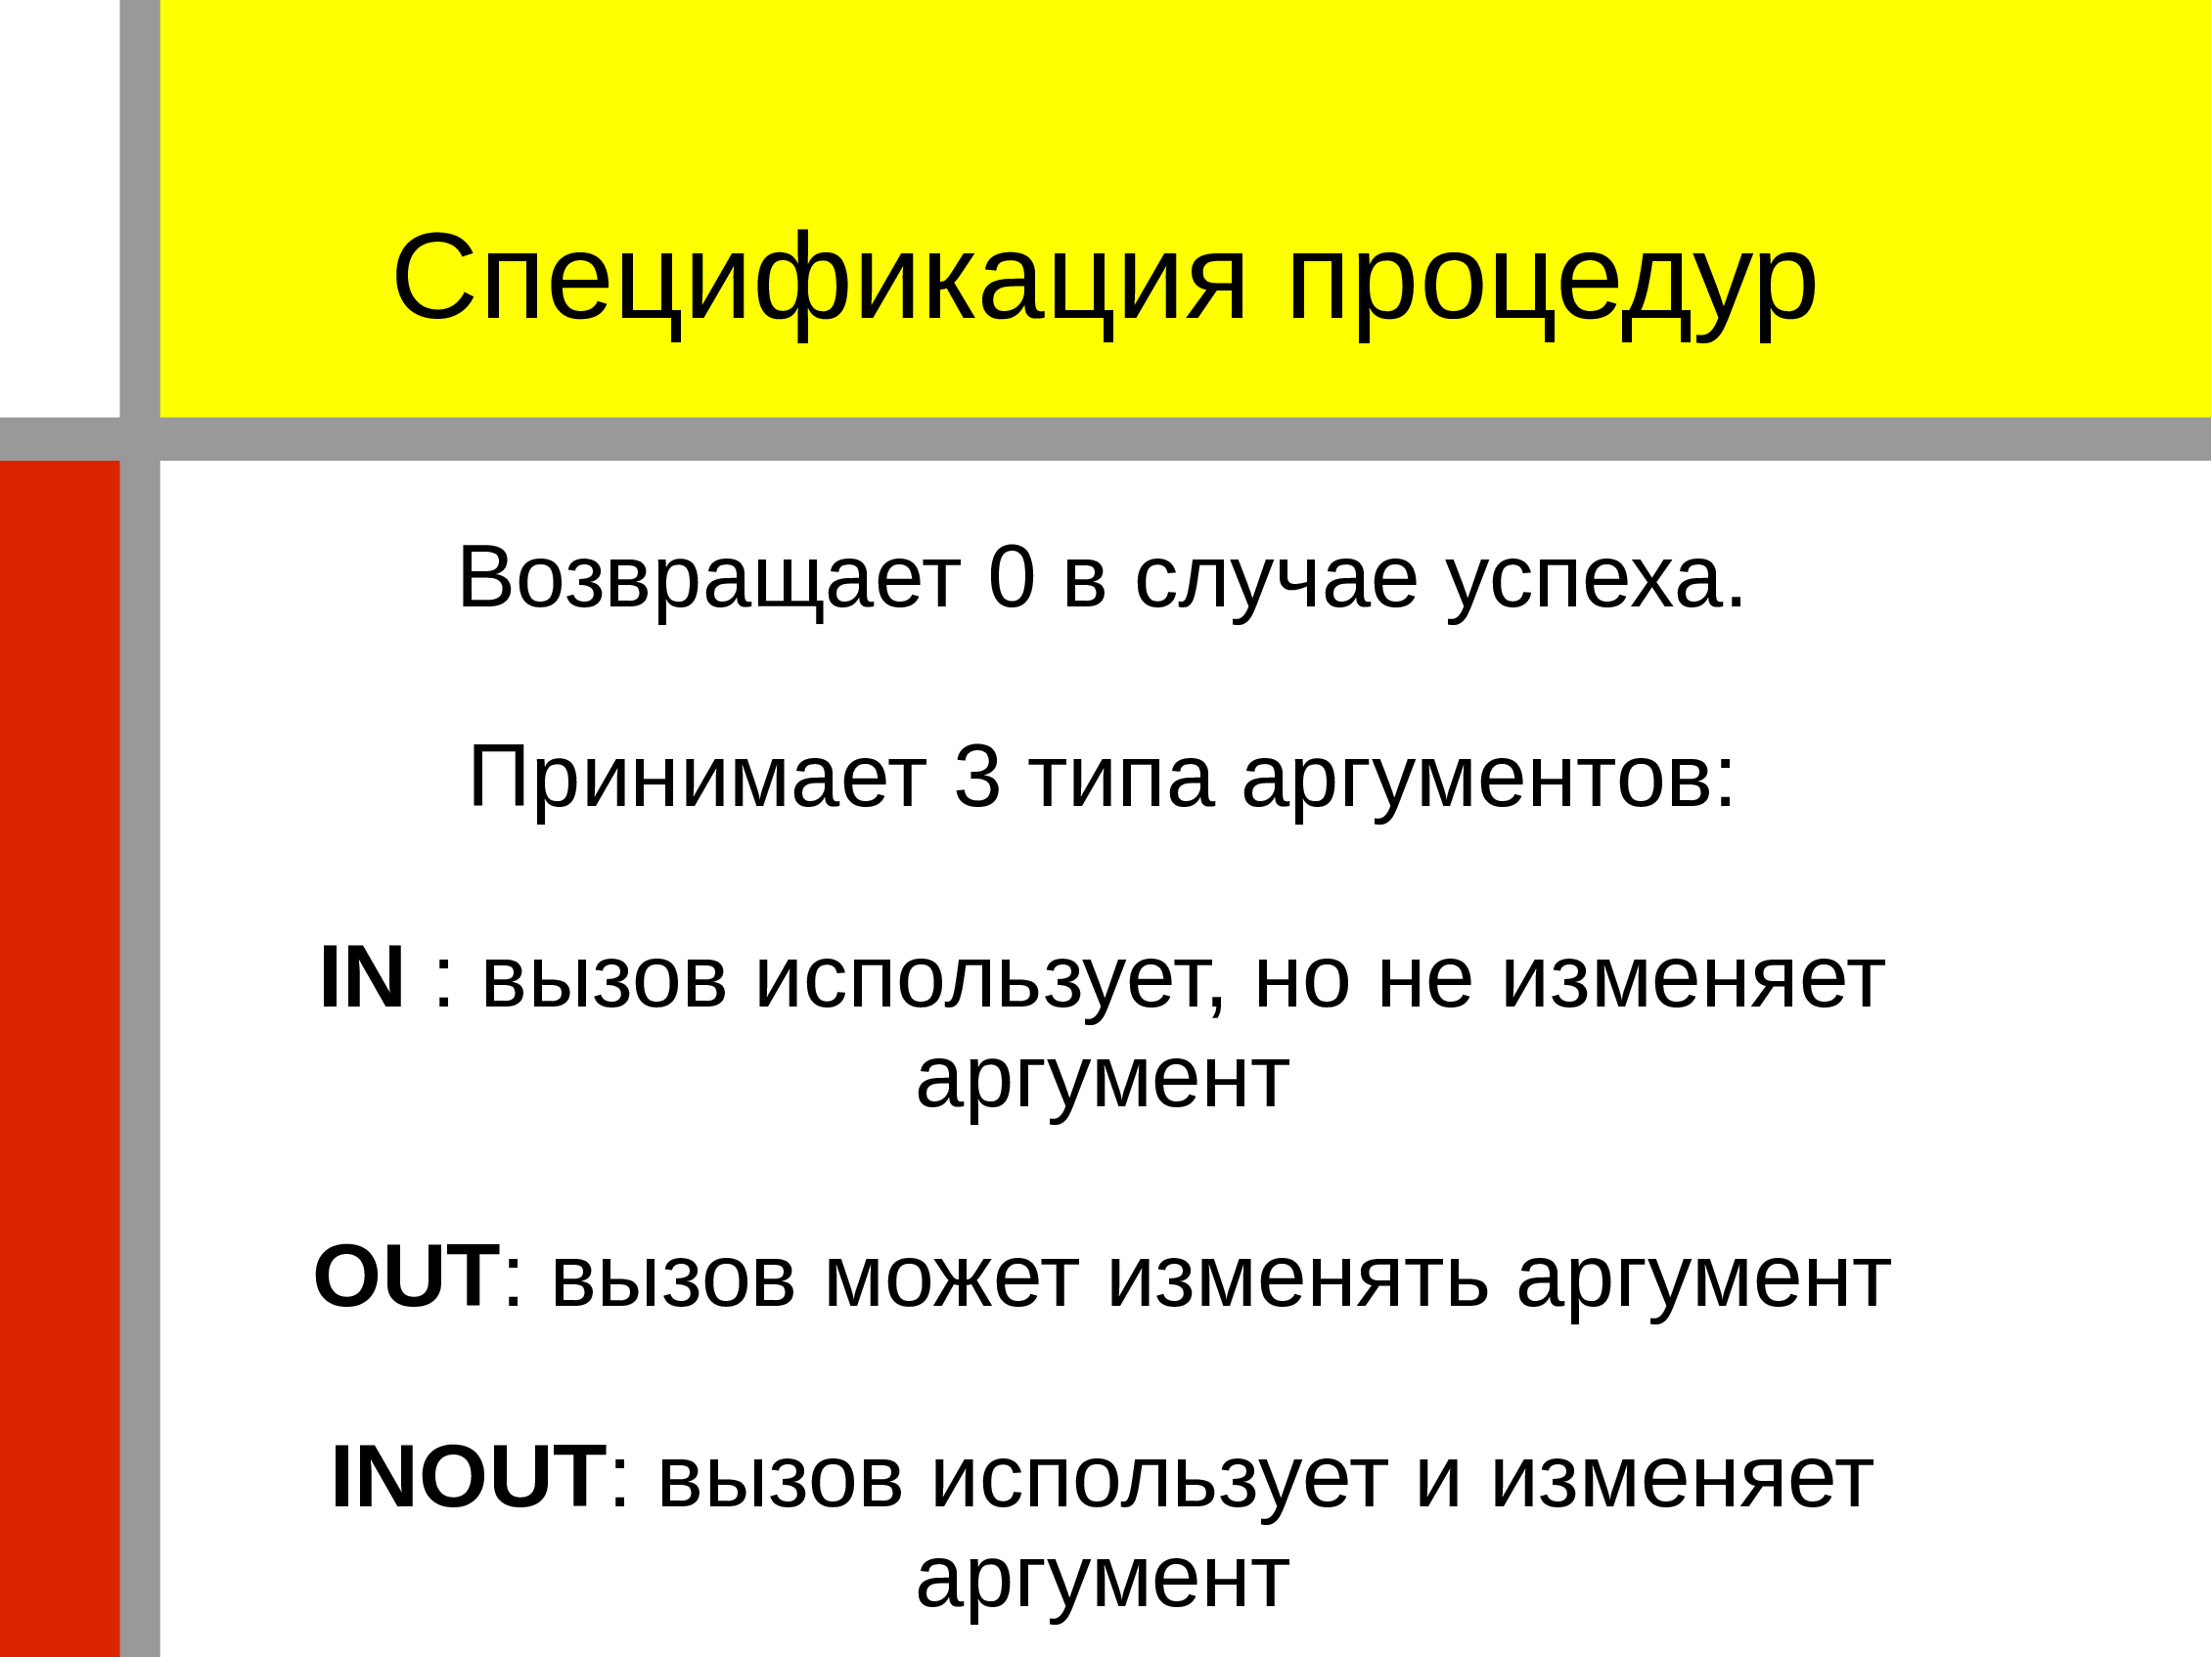 Спецификация процедур
Возвращает 0 в случае успеха.
Принимает 3 типа аргументов:
IN : вызов использует, но не изменяет
аргумент
OUT: вызов может изменять аргумент
INOUT: вызов использует и изменяет
аргумент